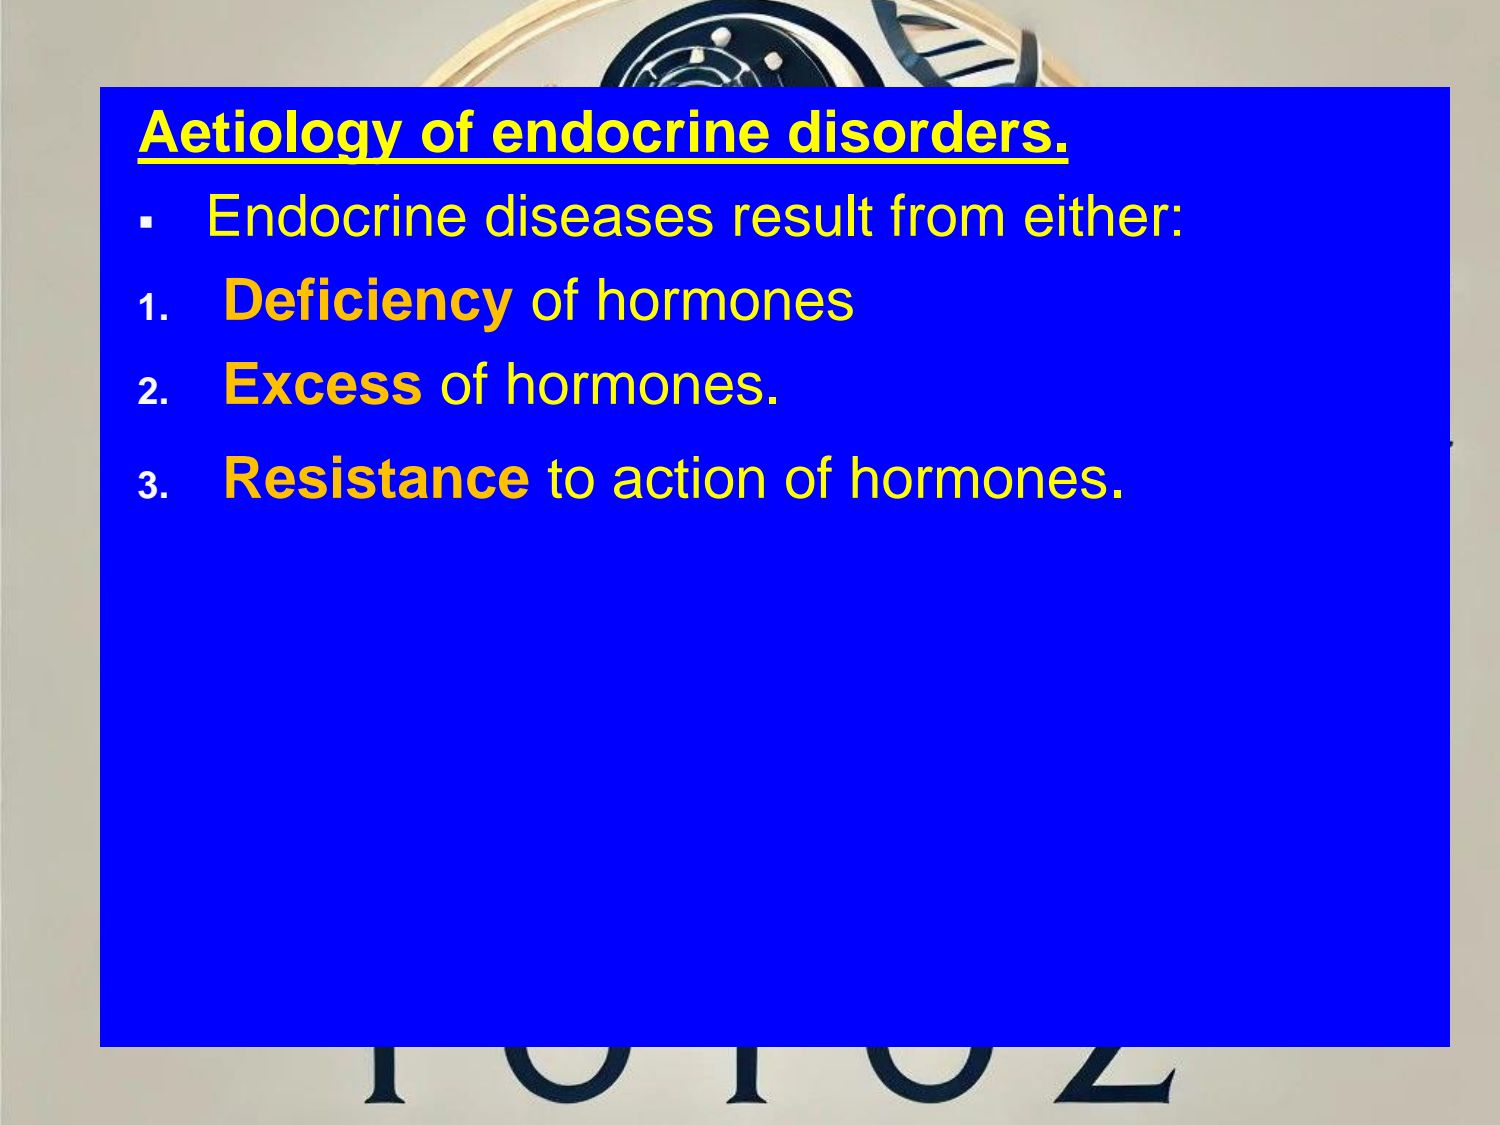 Aetiology of endocrine disorders.
▪ Endocrine diseases result from either:
1. Deficiency of hormones
2. Excess of hormones.
3. Resistance to action of hormones.